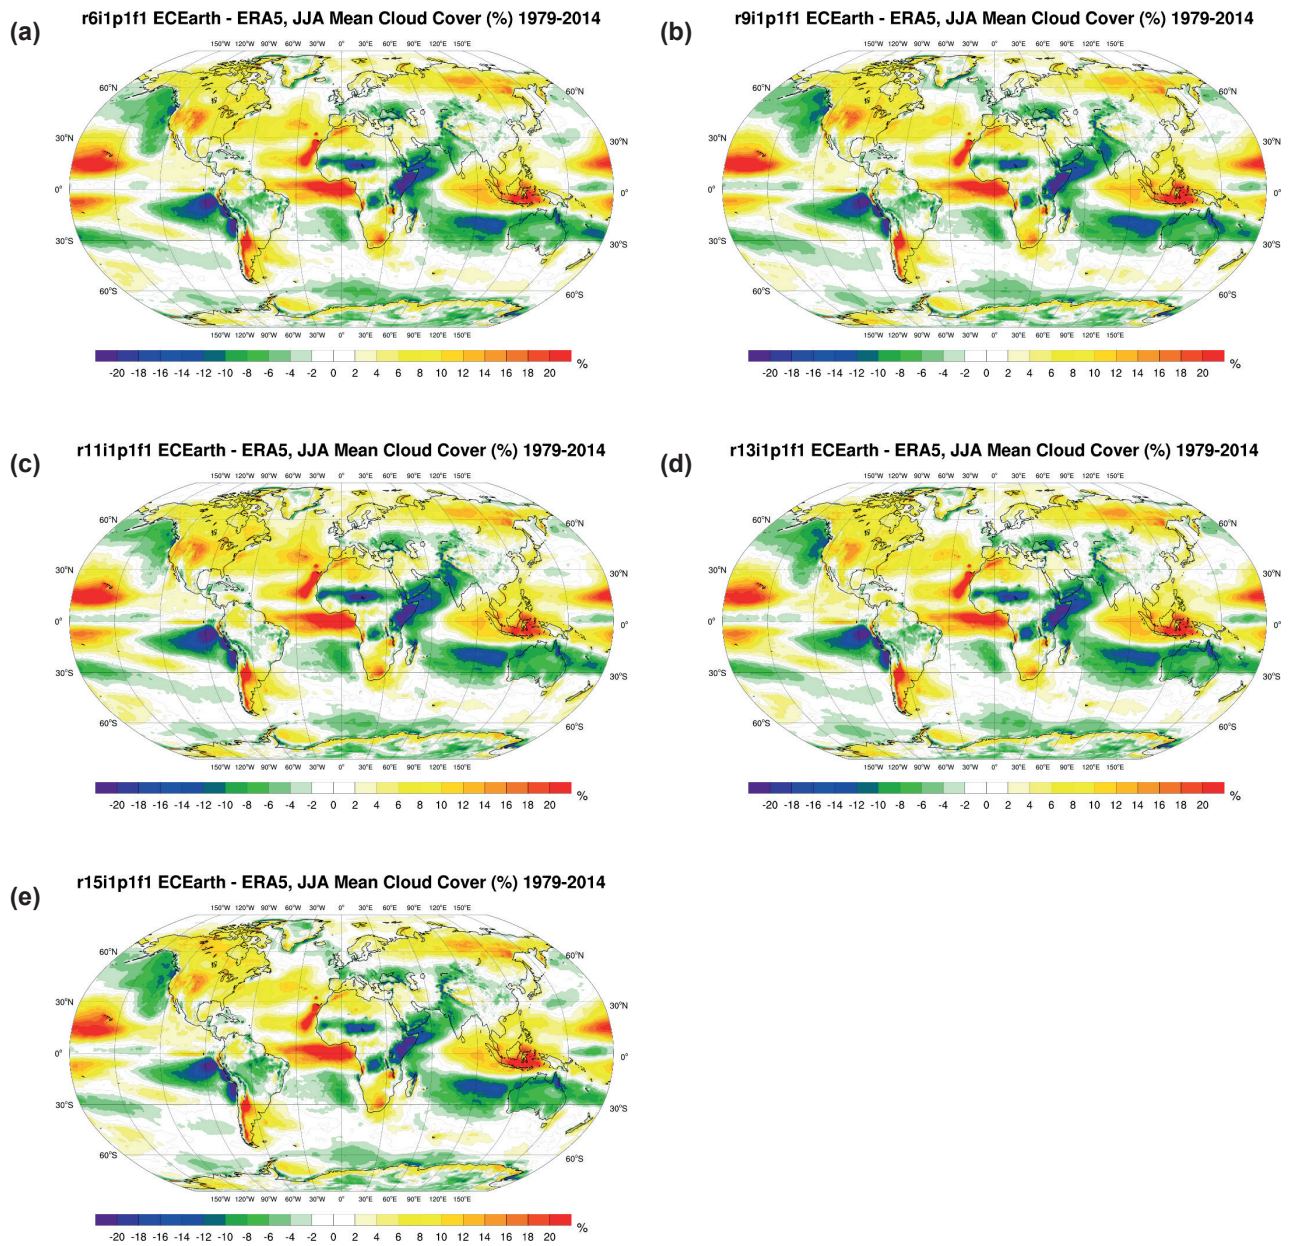 (a)
r6i1p1f1 ECEarth - ERA5, JJA Mean Cloud Cover (%) 1979-2014
150°W 120°W 90°W 60°W 30°W 0° 30°E 60°E 90°E 120°E 150°E
60°N
30°N 30°N
0° 0°
30°S 30°S
60°S 60°S
150°W 120°W 90°W 60°W 30°W 0° 30°E 60°E 90°E 120°E 150°E
-20 -18 -16 -14 -12 -10 -8 -6 -4 -2 0 2 4 6 8 10 12 14 16 18 20 %
(b)
r9i1p1f1 ECEarth - ERA5, JJA Mean Cloud Cover (%) 1979-2014
150°W 120°W 90°W 60°W 30°W 0° 30°E 60°E 90°E 120°E 150°E
60°N 60°N
30°N 30°N
0° 0°
30°S 30°S
60°S 60°S
150°W 120°W 90°W 60°W 30°W 0° 30°E 60°E 90°E 120°E 150°E
-20 -18 -16 -14 -12 -10 -8 -6 -4 -2 0 2 4 6 8 10 12 14 16 18 20 %
(c)
r11i1p1f1 ECEarth - ERA5, JJA Mean Cloud Cover (%) 1979-2014
150°W 120°W 90°W 60°W 30°W 0° 30°E 60°E 90°E 120°E 150°E
60°N 60°N
30°N 30°N
0° 0°
30°S 30°S
60°S 60°S
150°W 120°W 90°W 60°W 30°W 0° 30°E 60°E 90°E 120°E 150°E
-20 -18 -16 -14 -12 -10 -8 -6 -4 -2 0 2 4 6 8 10 12 14 16 18 20 %
(d)
r13i1p1f1 ECEarth - ERA5, JJA Mean Cloud Cover (%) 1979-2014
150°W 120°W 90°W 60°W 30°W 0° 30°E 60°E 90°E 120°E 150°E
60°N 60°N
30°N 30°N
0° 0°
30°S 30°S
60°S 60°S
150°W 120°W 90°W 60°W 30°W 0° 30°E 60°E 90°E 120°E 150°E
-20 -18 -16 -14 -12 -10 -8 -6 -4 -2 0 2 4 6 8 10 12 14 16 18 20 %
(e)
r15i1p1f1 ECEarth - ERA5, JJA Mean Cloud Cover (%) 1979-2014
150°W 120°W 90°W 60°W 30°W 0° 30°E 60°E 90°E 120°E 150°E
60°N 60°N
30°N 30°N
0° 0°
30°S 30°S
60°S 60°S
150°W 120°W 90°W 60°W 30°W 0° 30°E 60°E 90°E 120°E 150°E
-20 -18 -16 -14 -12 -10 -8 -6 -4 -2 0 2 4 6 8 10 12 14 16 18 20 %